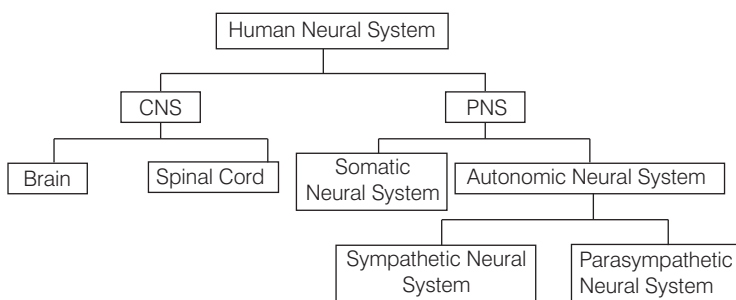 Human Neural System
CNS
PNS
Brain
Spinal Cord
Somatic
Neural System
Autonomic Neural System
Sympathetic Neural
System
Parasympathetic
Neural System